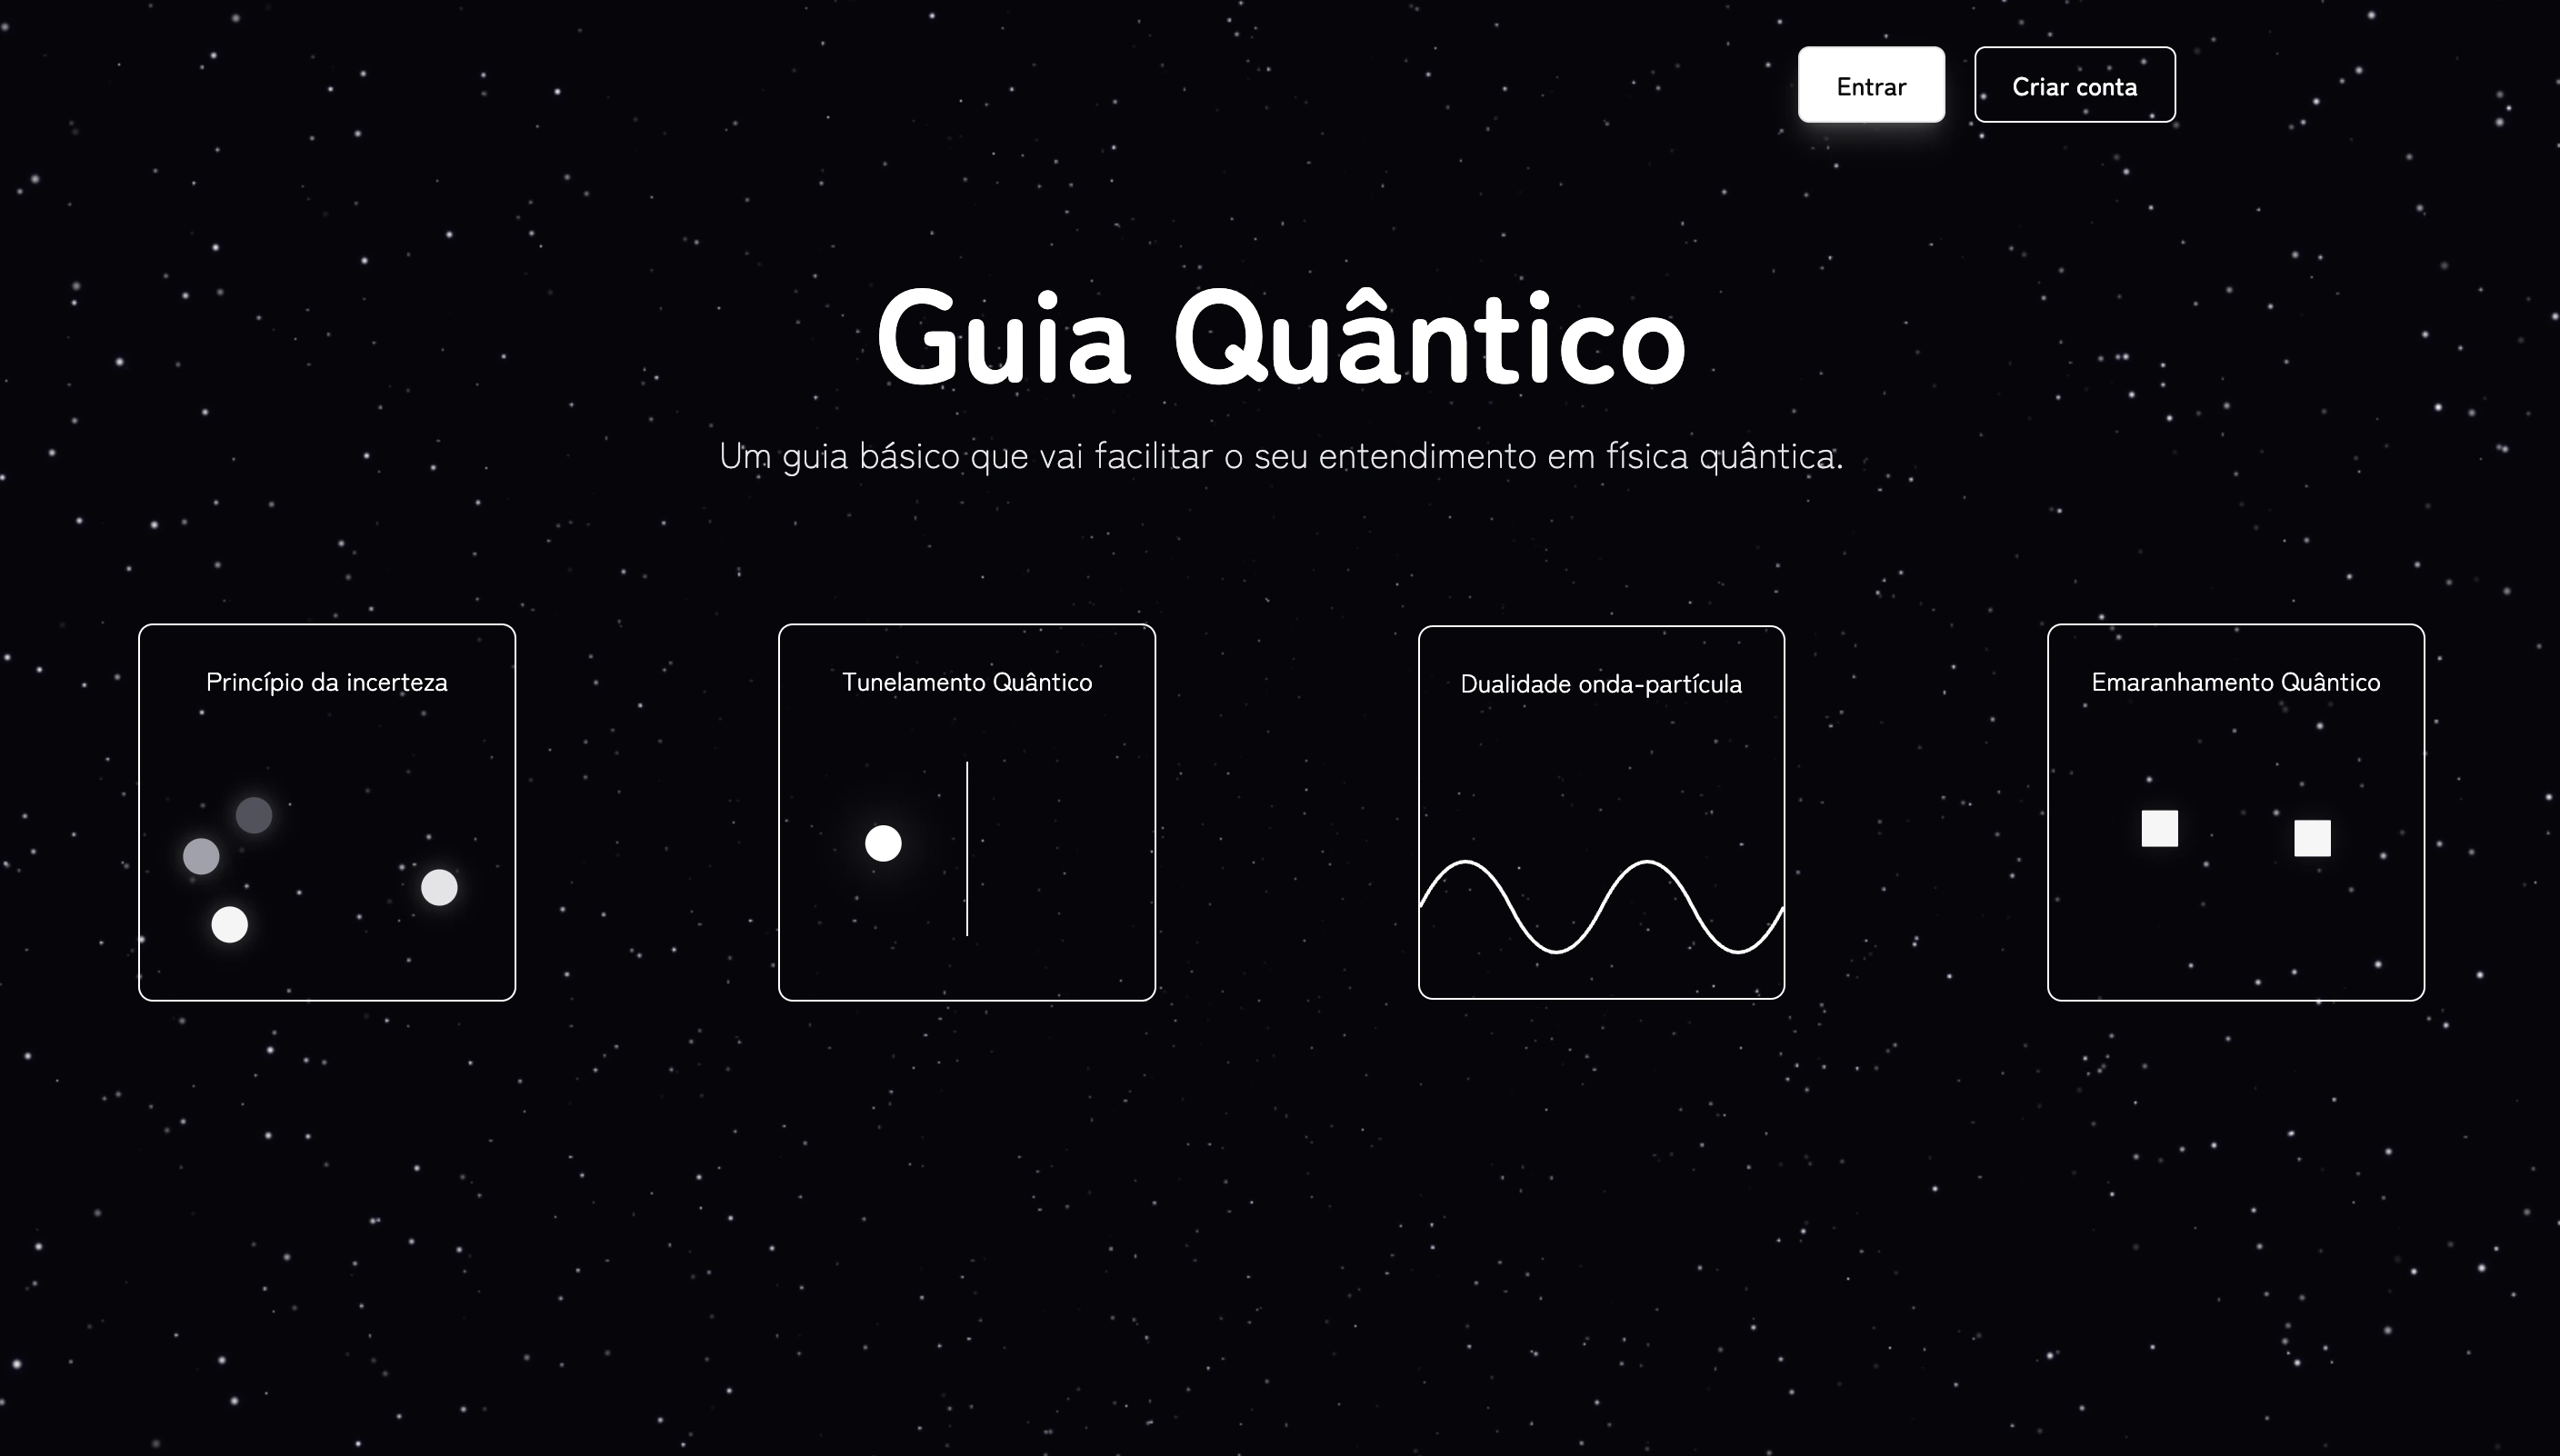 Entrar
Criar conta
Guia Quântico
Um guia básico que vai facilitar o seu entendimento em física quântica.
Princípio da incerteza
Tunelamento Quântico
Dualidade onda-partícula
Emaranhamento Quântico